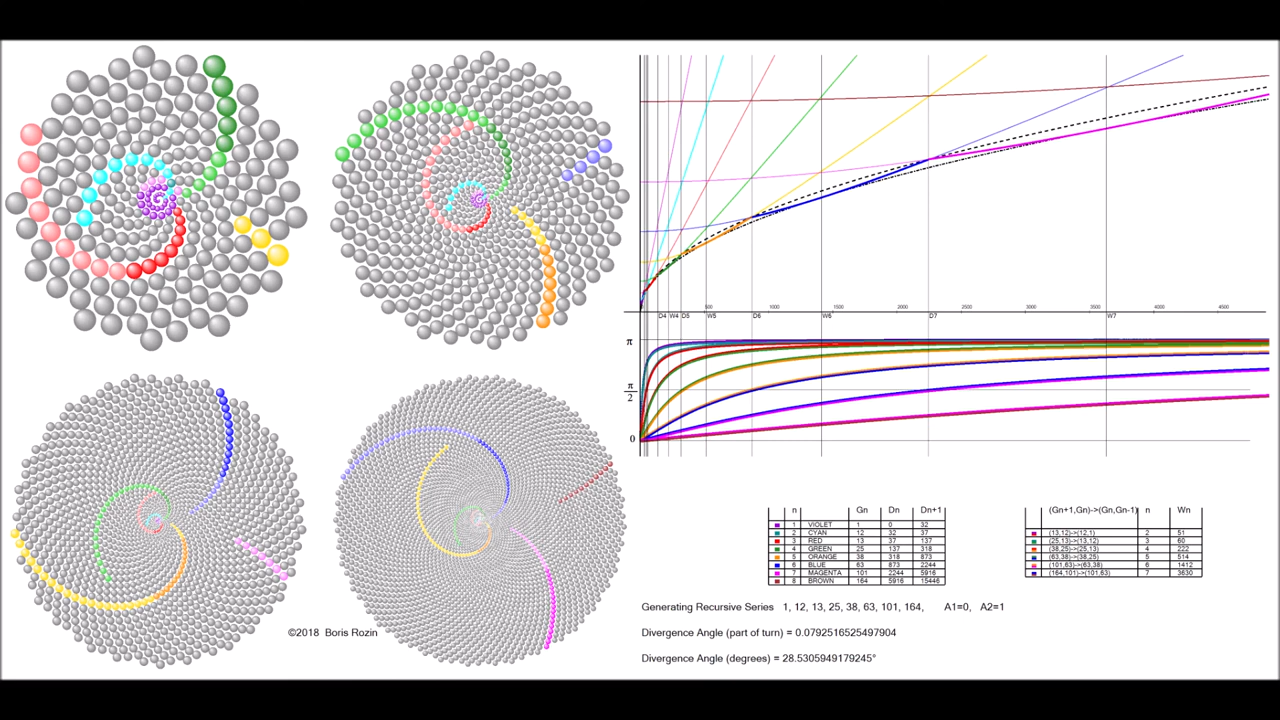 500 1000 1500 2000 2500 3000 3500 4000 4500
D4 W4 D5 W5 D6 W6 D7 W7
π
π
2
0
n Gn Dn Dn+1
1 VIOLET 1 0 32
2 CYAN 12 32 37
3 RED 13 37 137
4 GREEN 25 137 318
5 ORANGE 38 318 873
6 BLUE 63 873 2244
7 MAGENTA 101 2244 5916
8 BROWN 164 5916 15446
(Gn+1,Gn)->(Gn,Gn-1) n Wn
(13,12)->(12,1) 2 51
(25,13)->(13,12) 3 60
(38,25)->(25,13) 4 222
(63,38)->(38,25) 5 514
(101,63)->(63,38) 6 1412
(164,101)->(101,63) 7 3630
Generating Recursive Series 1, 12, 13, 25, 38, 63, 101, 164, A1=0, A2=1
©2018 Boris Rozin
Divergence Angle (part of turn) = 0.0792516525497904
Divergence Angle (degrees) = 28.5305949179245°